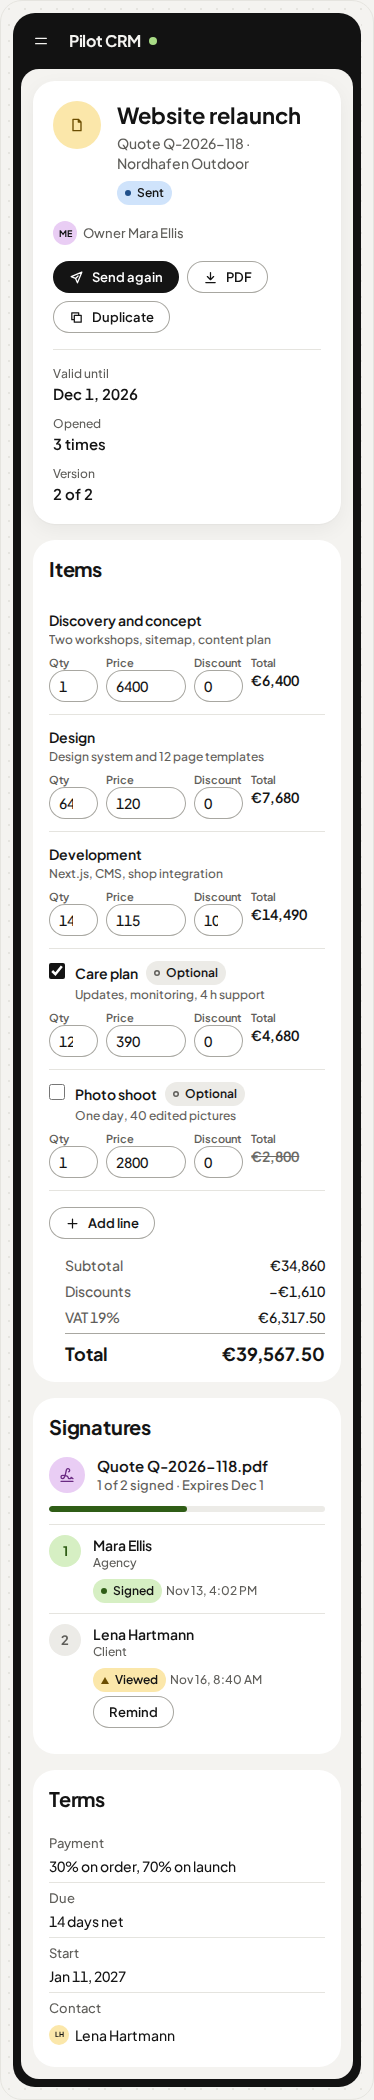 Pilot CRM
Website relaunch
Quote Q-2026-118 ·
Nordhafen Outdoor
Sent
ME Owner Mara Ellis
Send again PDF
Duplicate
Valid until
Dec 1, 2026
Opened
3 times
Version
2 of 2
Items
Discovery and concept
Two workshops, sitemap, content plan
Qty Price Discount Total
1 6400 0 €6,400
Design
Design system and 12 page templates
Qty Price Discount Total
64 120 0 €7,680
Development
Next.js, CMS, shop integration
Qty Price Discount Total
14 115 10 €14,490
Care plan Optional
Updates, monitoring, 4 h support
Qty Price Discount Total
12 390 0 €4,680
Photo shoot Optional
One day, 40 edited pictures
Qty Price Discount Total
1 2800 0 €2,800
Add line
Subtotal €34,860
Discounts −€1,610
VAT 19% €6,317.50
Total €39,567.50
Signatures
Quote Q-2026-118.pdf
1 of 2 signed · Expires Dec 1
1 Mara Ellis
Agency
Signed Nov 13, 4:02 PM
2 Lena Hartmann
Client
Viewed Nov 16, 8:40 AM
Remind
Terms
Payment
30% on order, 70% on launch
Due
14 days net
Start
Jan 11, 2027
Contact
LH Lena Hartmann